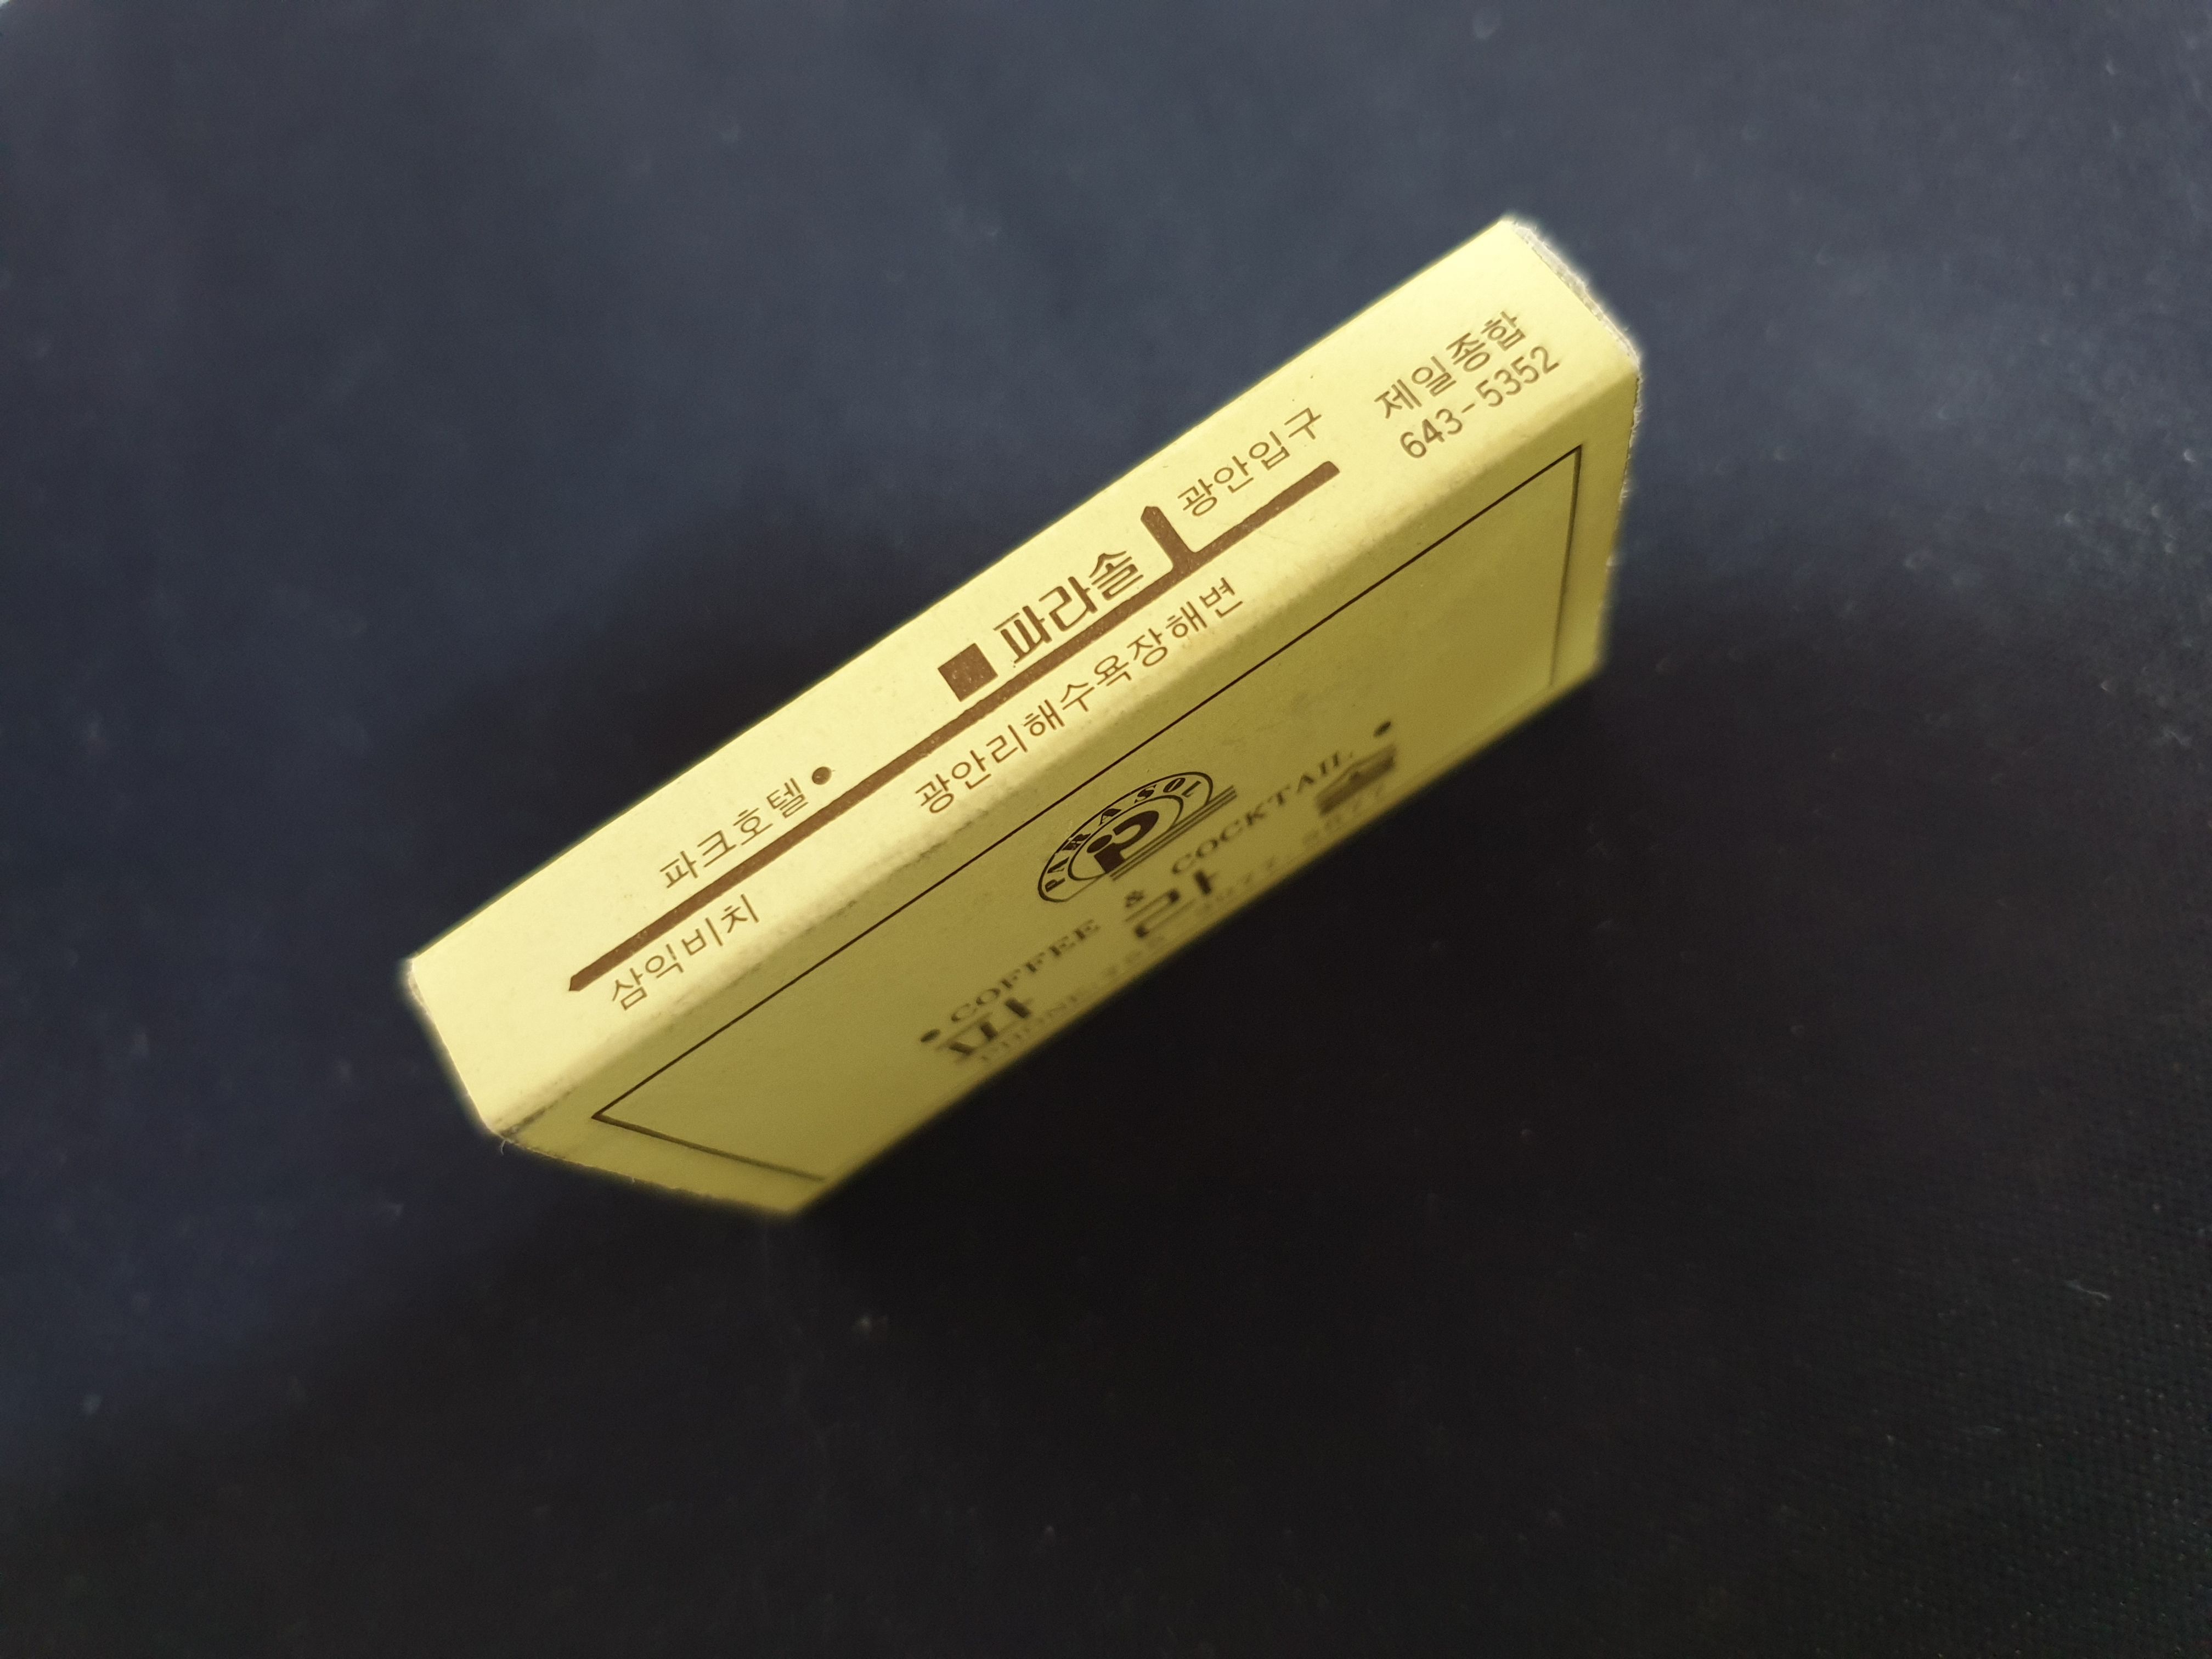 제일종합
643-5352
광안입구
파라솔
광안리해수욕장해변
파크호텔
삼익비치
PARASOL
P
COFFEE & COCKTAIL
파라솔